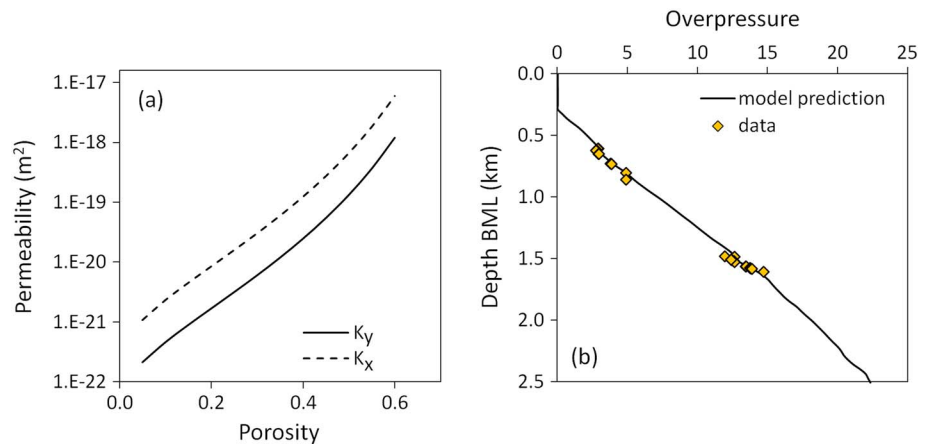 (a)
1.E-17
1.E-18
1.E-19
1.E-20
1.E-21
1.E-22
Permeability (m²)
0.0 0.2 0.4 0.6
Porosity
Ky
Kx
Overpressure
0 5 10 15 20 25
0.0
0.5
1.0
1.5
2.0
2.5
Depth BML (km)
model prediction
data
(b)